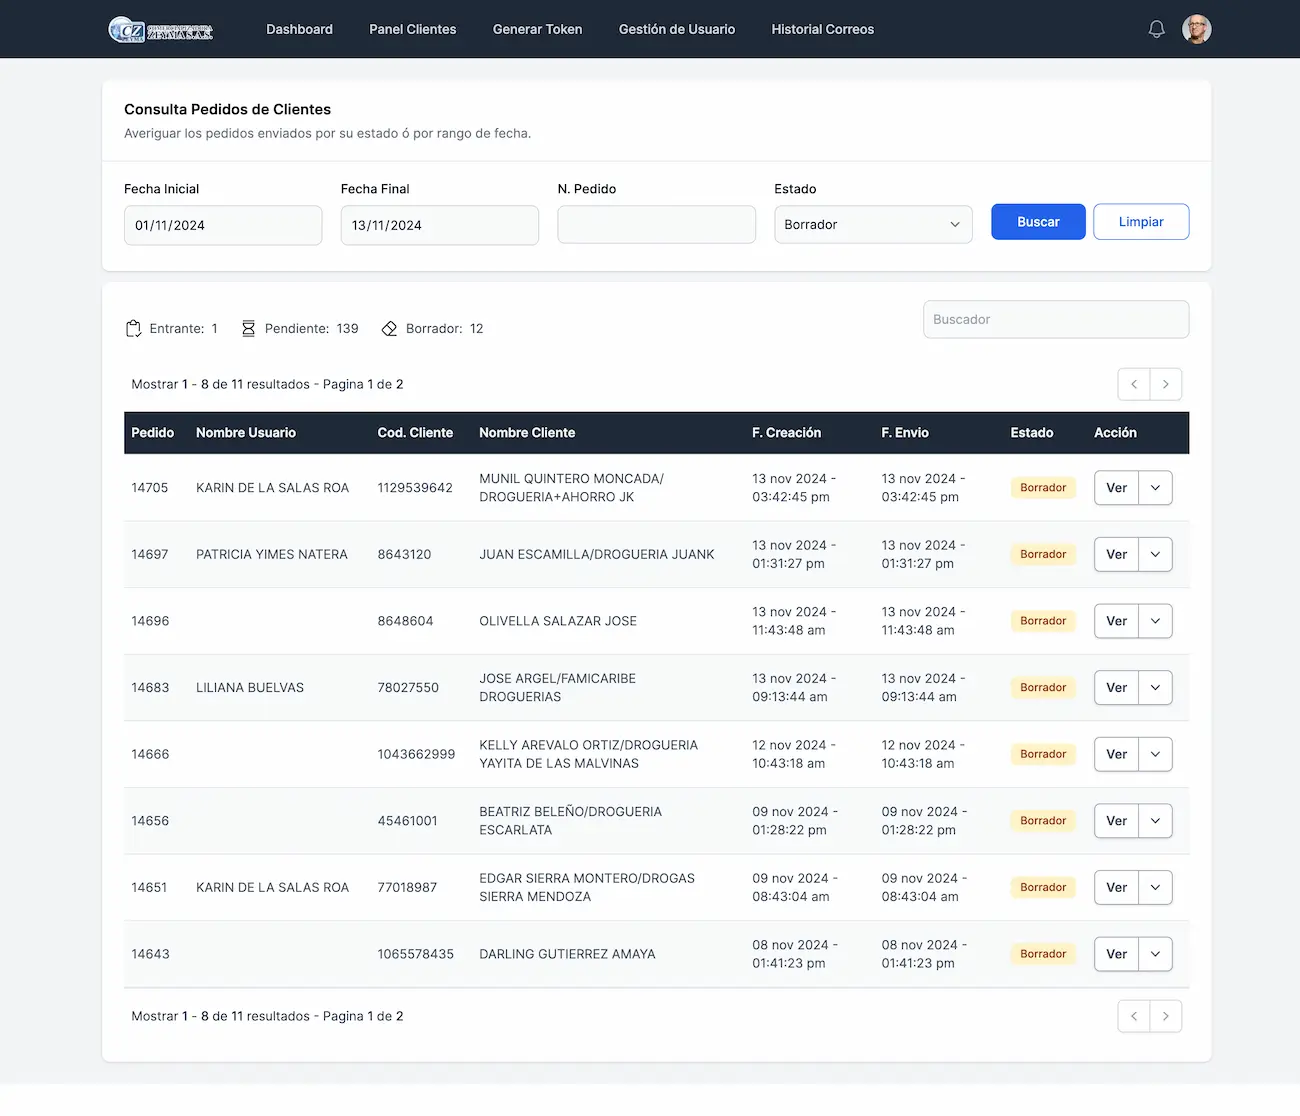 CZ COMERCIALIZADORA
ZEYMA S.A.S.
Dashboard Panel Clientes Generar Token Gestión de Usuario Historial Correos
Consulta Pedidos de Clientes
Averiguar los pedidos enviados por su estado ó por rango de fecha.
Fecha Inicial Fecha Final N. Pedido Estado
01/11/2024 13/11/2024 Borrador Buscar Limpiar
Entrante: 1 Pendiente: 139 Borrador: 12 Buscador
Mostrar 1 - 8 de 11 resultados - Pagina 1 de 2
Pedido Nombre Usuario Cod. Cliente Nombre Cliente F. Creación F. Envio Estado Acción
14705 KARIN DE LA SALAS ROA 1129539642 MUNIL QUINTERO MONCADA/ 13 nov 2024 - 13 nov 2024 - Borrador Ver
DROGUERIA+AHORRO JK 03:42:45 pm 03:42:45 pm
14697 PATRICIA YIMES NATERA 8643120 JUAN ESCAMILLA/DROGUERIA JUANK 13 nov 2024 - 13 nov 2024 - Borrador Ver
01:31:27 pm 01:31:27 pm
14696 8648604 OLIVELLA SALAZAR JOSE 13 nov 2024 - 13 nov 2024 - Borrador Ver
11:43:48 am 11:43:48 am
14683 LILIANA BUELVAS 78027550 JOSE ARGEL/FAMICARIBE 13 nov 2024 - 13 nov 2024 - Borrador Ver
DROGUERIAS 09:13:44 am 09:13:44 am
14666 1043662999 KELLY AREVALO ORTIZ/DROGUERIA 12 nov 2024 - 12 nov 2024 - Borrador Ver
YAYITA DE LAS MALVINAS 10:43:18 am 10:43:18 am
14656 45461001 BEATRIZ BELEÑO/DROGUERIA 09 nov 2024 - 09 nov 2024 - Borrador Ver
ESCARLATA 01:28:22 pm 01:28:22 pm
14651 KARIN DE LA SALAS ROA 77018987 EDGAR SIERRA MONTERO/DROGAS 09 nov 2024 - 09 nov 2024 - Borrador Ver
SIERRA MENDOZA 08:43:04 am 08:43:04 am
14643 1065578435 DARLING GUTIERREZ AMAYA 08 nov 2024 - 08 nov 2024 - Borrador Ver
01:41:23 pm 01:41:23 pm
Mostrar 1 - 8 de 11 resultados - Pagina 1 de 2